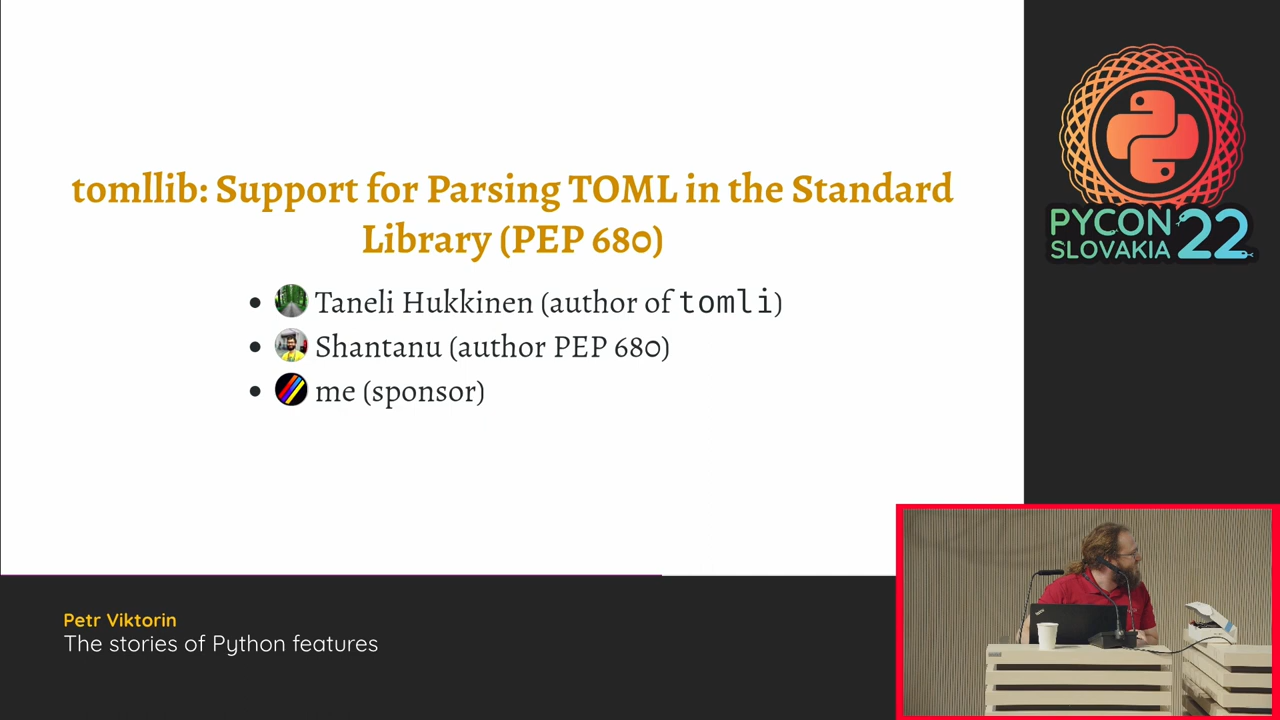 tomllib: Support for Parsing TOML in the Standard
Library (PEP 680)
Taneli Hukkinen (author of tomli)
Shantanu (author PEP 680)
me (sponsor)
PYCON
SLOVAKIA
22
Petr Viktorin
The stories of Python features